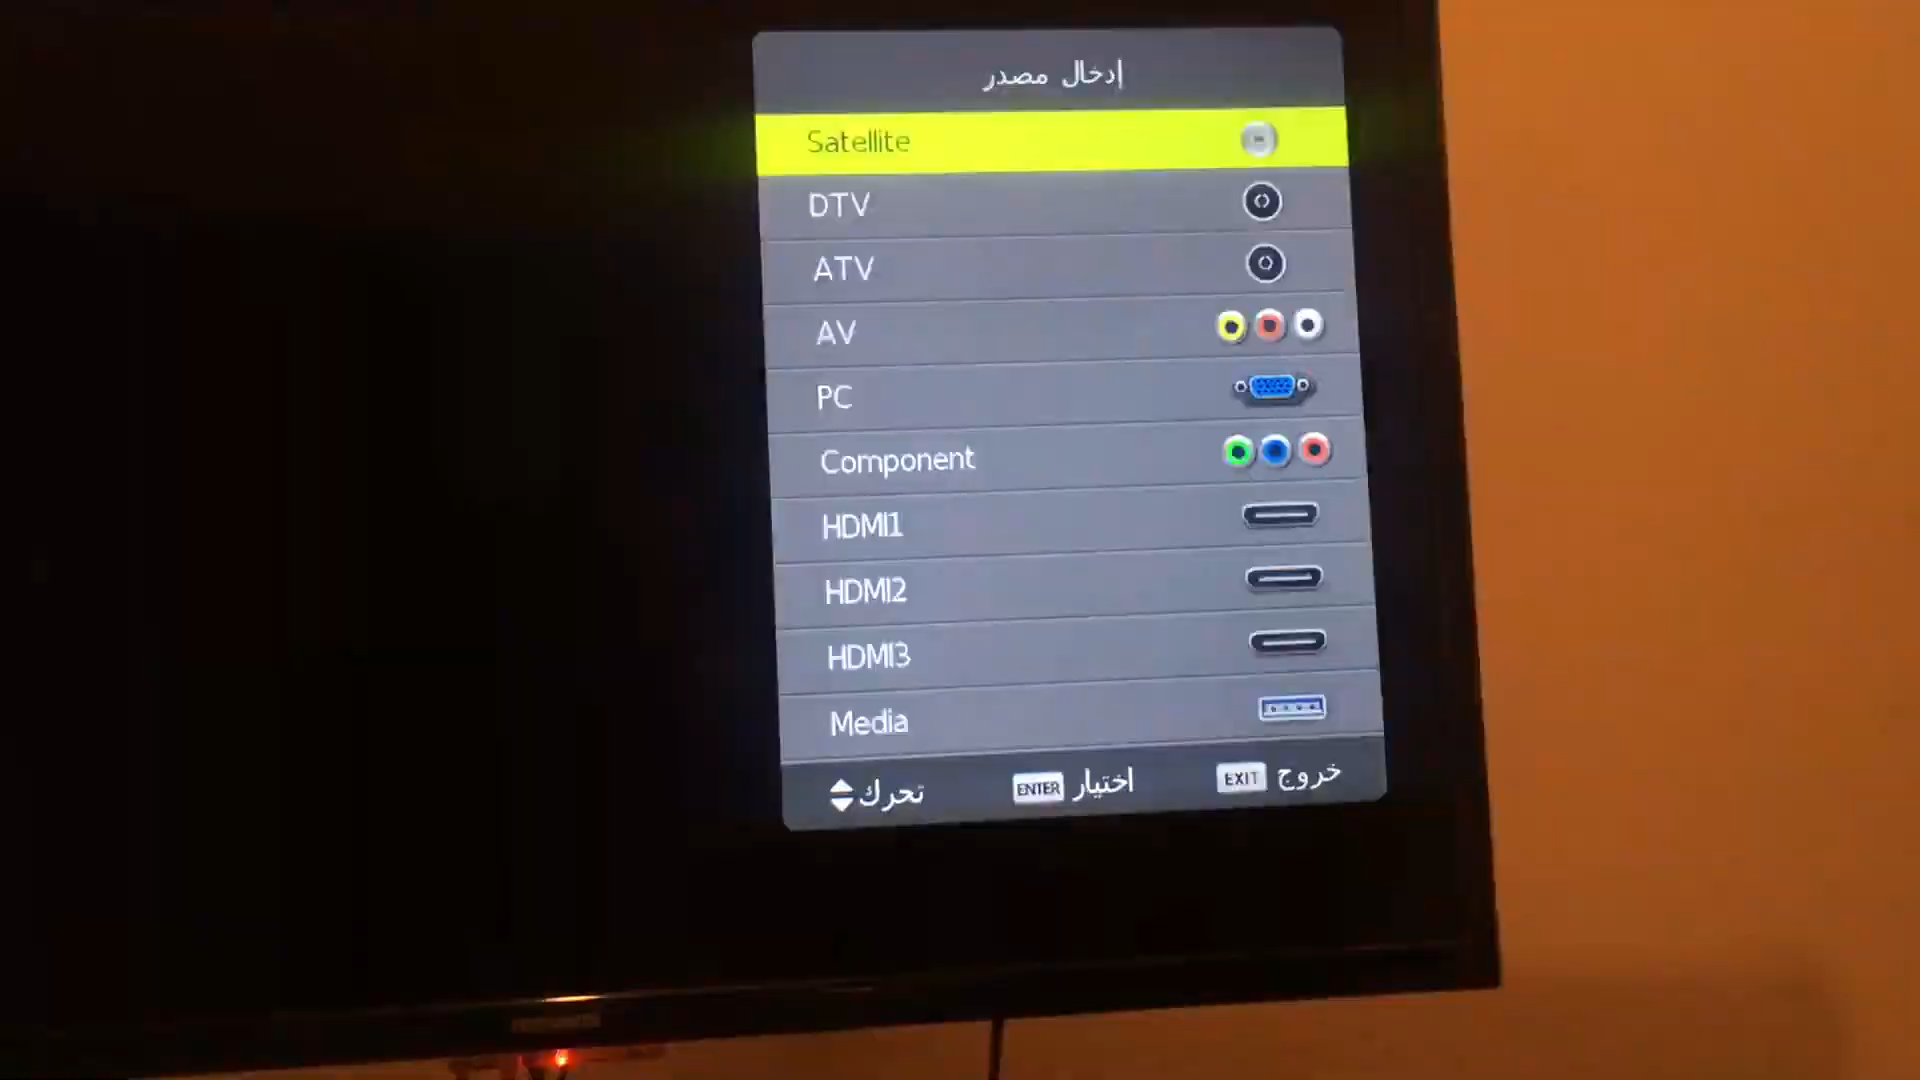 إدخال مصدر
Satellite
DTV
ATV
AV
PC
Component
HDMI1
HDMI2
HDMI3
Media
تحرك ENTER اختيار EXIT خروج